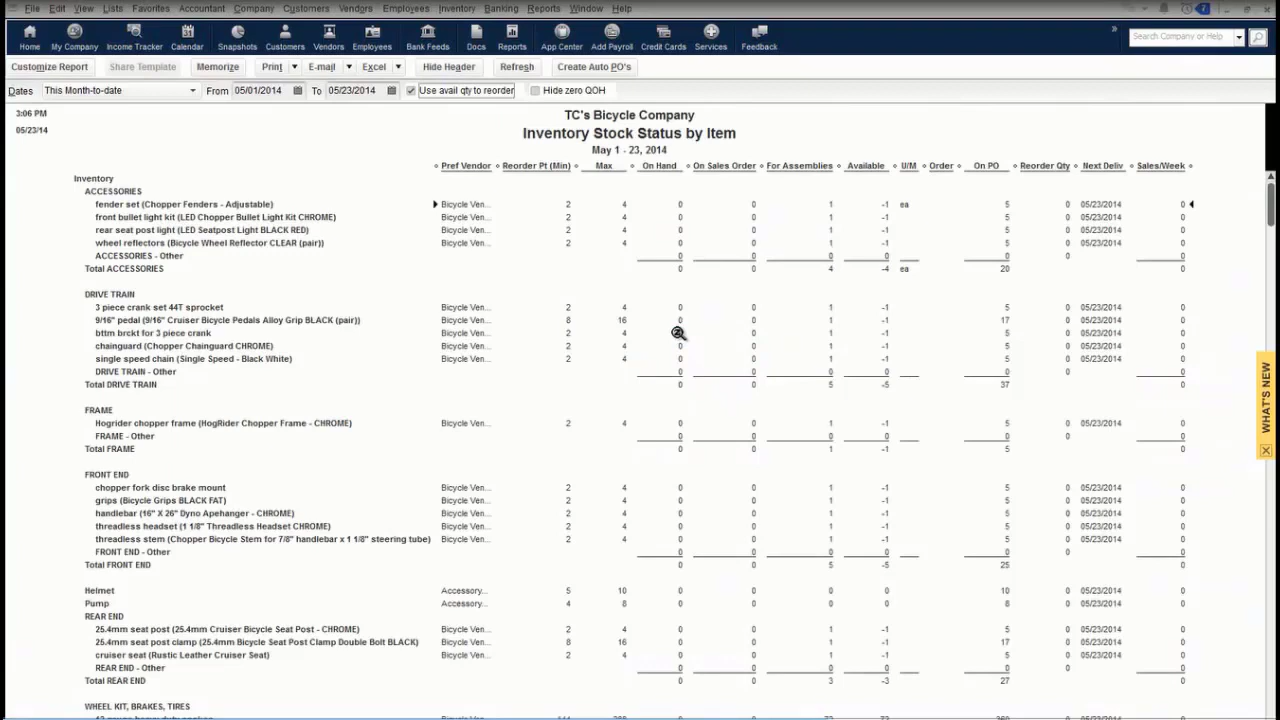 File Edit View Lists Favorites Accountant Company Customers Vendors Employees Inventory Banking Reports Window Help
Home My Company Income Tracker Calendar Snapshots Customers Vendors Employees Bank Feeds Docs Reports App Center Add Payroll Credit Cards Services Feedback » Search Company or Help
Customize Report Share Template Memorize Print E-mail Excel Hide Header Refresh Create Auto PO's
Dates This Month-to-date From 05/01/2014 To 05/23/2014 Use avail qty to reorder Hide zero QOH
3:06 PM TC's Bicycle Company
05/23/14 Inventory Stock Status by Item
May 1 - 23, 2014
Pref Vendor Reorder Pt (Min) Max On Hand On Sales Order For Assemblies Available U/M Order On PO Reorder Qty Next Deliv Sales/Week
Inventory
ACCESSORIES
fender set (Chopper Fenders - Adjustable) Bicycle Ven... 2 4 0 0 1 -1 ea 5 0 05/23/2014 0
front bullet light kit (LED Chopper Bullet Light Kit CHROME) Bicycle Ven... 2 4 0 0 1 -1 5 0 05/23/2014 0
rear seat post light (LED Seatpost Light BLACK RED) Bicycle Ven... 2 4 0 0 1 -1 5 0 05/23/2014 0
wheel reflectors (Bicycle Wheel Reflector CLEAR (pair)) Bicycle Ven... 2 4 0 0 1 -1 5 0 05/23/2014 0
ACCESSORIES - Other 0 0 0 0 0 0 0
Total ACCESSORIES 0 0 4 -4 ea 20 0
DRIVE TRAIN
3 piece crank set 44T sprocket Bicycle Ven... 2 4 0 0 1 -1 5 0 05/23/2014 0
9/16" pedal (9/16" Cruiser Bicycle Pedals Alloy Grip BLACK (pair)) Bicycle Ven... 8 16 0 0 1 -1 17 0 05/23/2014 0
bttm brckt for 3 piece crank Bicycle Ven... 2 4 0 0 1 -1 5 0 05/23/2014 0
chainguard (Chopper Chainguard CHROME) Bicycle Ven... 2 4 0 0 1 -1 5 0 05/23/2014 0
single speed chain (Single Speed - Black White) Bicycle Ven... 2 4 0 0 1 -1 5 0 05/23/2014 0
DRIVE TRAIN - Other 0 0 0 0 0 0 0
Total DRIVE TRAIN 0 0 5 -5 37 0
FRAME
Hogrider chopper frame (HogRider Chopper Frame - CHROME) Bicycle Ven... 2 4 0 0 1 -1 5 0 05/23/2014 0
FRAME - Other 0 0 0 0 0 0 0
Total FRAME 0 0 1 -1 5 0
FRONT END
chopper fork disc brake mount Bicycle Ven... 2 4 0 0 1 -1 5 0 05/23/2014 0
grips (Bicycle Grips BLACK FAT) Bicycle Ven... 2 4 0 0 1 -1 5 0 05/23/2014 0
handlebar (16" X 26" Dyno Apehanger - CHROME) Bicycle Ven... 2 4 0 0 1 -1 5 0 05/23/2014 0
threadless headset (1 1/8" Threadless Headset CHROME) Bicycle Ven... 2 4 0 0 1 -1 5 0 05/23/2014 0
threadless stem (Chopper Bicycle Stem for 7/8" handlebar x 1 1/8" steering tube) Bicycle Ven... 2 4 0 0 1 -1 5 0 05/23/2014 0
FRONT END - Other 0 0 0 0 0 0 0
Total FRONT END 0 0 5 -5 25 0
Helmet Accessory... 5 10 0 0 0 0 10 0 05/23/2014 0
Pump Accessory... 4 8 0 0 0 0 8 0 05/23/2014 0
REAR END
25.4mm seat post (25.4mm Cruiser Bicycle Seat Post - CHROME) Bicycle Ven... 2 4 0 0 1 -1 5 0 05/23/2014 0
25.4mm seat post clamp (25.4mm Bicycle Seat Post Clamp Double Bolt BLACK) Bicycle Ven... 8 16 0 0 1 -1 17 0 05/23/2014 0
cruiser seat (Rustic Leather Cruiser Seat) Bicycle Ven... 2 4 0 0 1 -1 5 0 05/23/2014 0
REAR END - Other 0 0 0 0 0 0 0
Total REAR END 0 0 3 -3 27 0
WHEEL KIT, BRAKES, TIRES
WHAT'S NEW